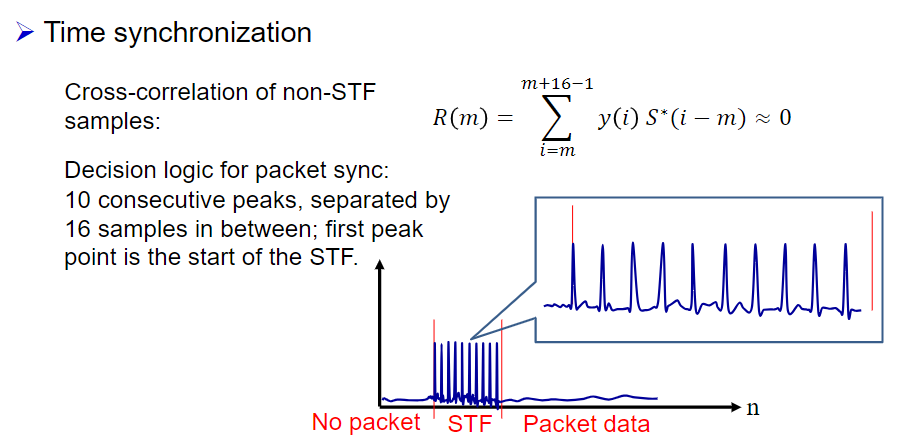 Time synchronization
Cross-correlation of non-STF
samples:
R(m) = \sum_{i=m}^{m+16−1} y(i) S*(i − m) ≈ 0
Decision logic for packet sync:
10 consecutive peaks, separated by
16 samples in between; first peak
point is the start of the STF.
n
No packet STF Packet data